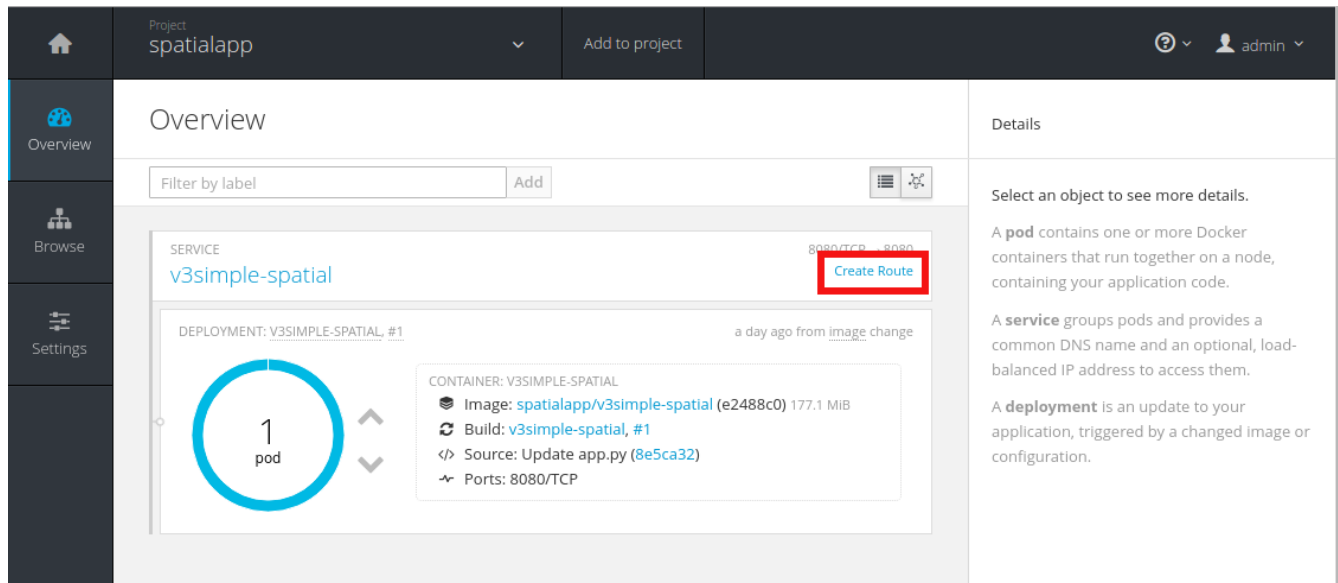 Project
spatialapp
Add to project
admin
Overview
Browse
Settings
Overview
Filter by label
Add
SERVICE
8080/TCP → 8080
v3simple-spatial
Create Route
DEPLOYMENT: V3SIMPLE-SPATIAL, #1
a day ago from image change
1
pod
CONTAINER: V3SIMPLE-SPATIAL
Image: spatialapp/v3simple-spatial (e2488c0) 177.1 MiB
Build: v3simple-spatial, #1
Source: Update app.py (8e5ca32)
Ports: 8080/TCP
Details
Select an object to see more details.
A pod contains one or more Docker
containers that run together on a node,
containing your application code.
A service groups pods and provides a
common DNS name and an optional, load-
balanced IP address to access them.
A deployment is an update to your
application, triggered by a changed image or
configuration.